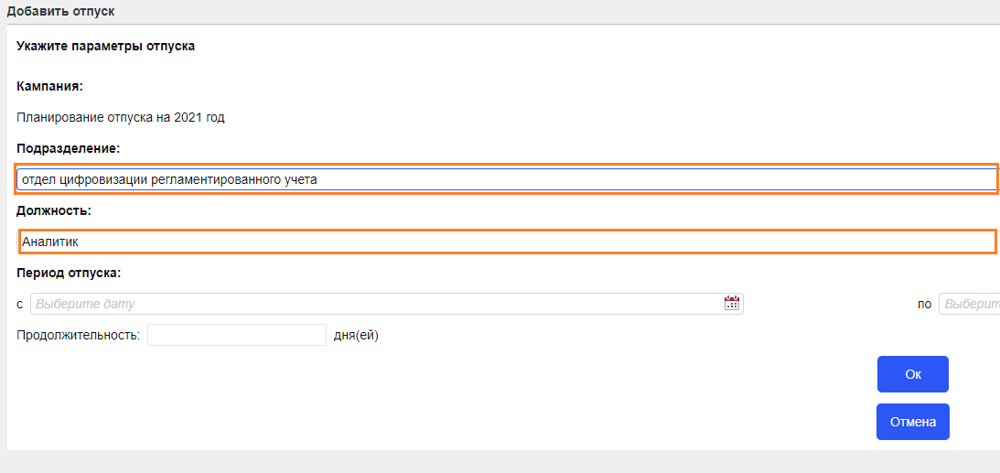 Добавить отпуск
Укажите параметры отпуска
Кампания:
Планирование отпуска на 2021 год
Подразделение:
отдел цифровизации регламентированного учета
Должность:
Аналитик
Период отпуска:
с Выберите дату по Выберит
Продолжительность: дня(ей)
Ок
Отмена